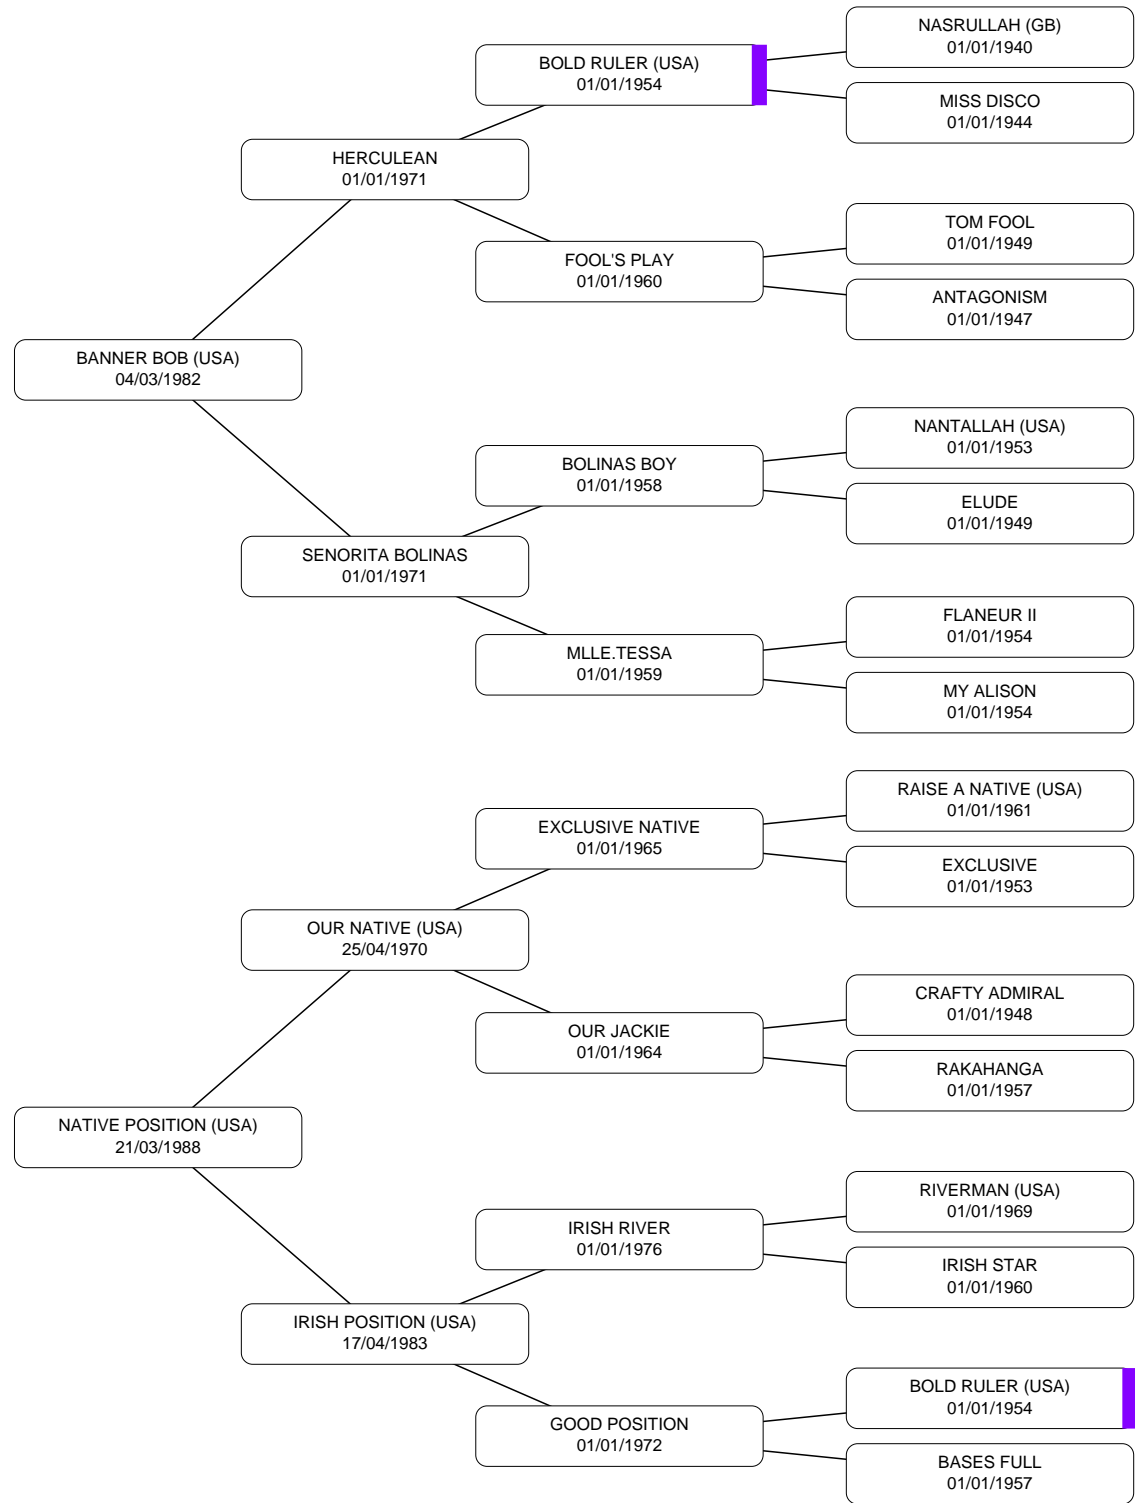 NASRULLAH (GB)
01/01/1940
BOLD RULER (USA)
01/01/1954
MISS DISCO
01/01/1944
HERCULEAN
01/01/1971
TOM FOOL
01/01/1949
FOOL'S PLAY
01/01/1960
ANTAGONISM
01/01/1947
BANNER BOB (USA)
04/03/1982
NANTALLAH (USA)
01/01/1953
BOLINAS BOY
01/01/1958
ELUDE
01/01/1949
SENORITA BOLINAS
01/01/1971
FLANEUR II
01/01/1954
MLLE.TESSA
01/01/1959
MY ALISON
01/01/1954
RAISE A NATIVE (USA)
01/01/1961
EXCLUSIVE NATIVE
01/01/1965
EXCLUSIVE
01/01/1953
OUR NATIVE (USA)
25/04/1970
CRAFTY ADMIRAL
01/01/1948
OUR JACKIE
01/01/1964
RAKAHANGA
01/01/1957
NATIVE POSITION (USA)
21/03/1988
RIVERMAN (USA)
01/01/1969
IRISH RIVER
01/01/1976
IRISH STAR
01/01/1960
IRISH POSITION (USA)
17/04/1983
BOLD RULER (USA)
01/01/1954
GOOD POSITION
01/01/1972
BASES FULL
01/01/1957